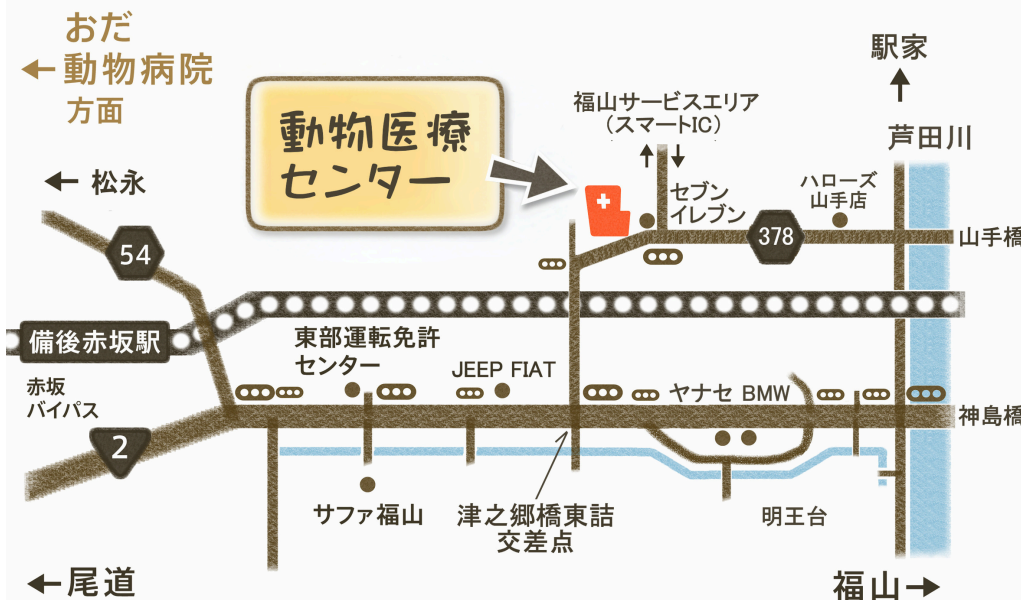 おだ
動物病院
方面
駅家
動物医療
センター
福山サービスエリア
(スマートIC)
芦田川
松永
セブン
イレブン
ハローズ
山手店
54
378
山手橋
備後赤坂駅
東部運転免許
センター
JEEP FIAT
赤坂
バイパス
ヤナセ BMW
神島橋
2
サファ福山
津之郷橋東詰
交差点
明王台
尾道
福山